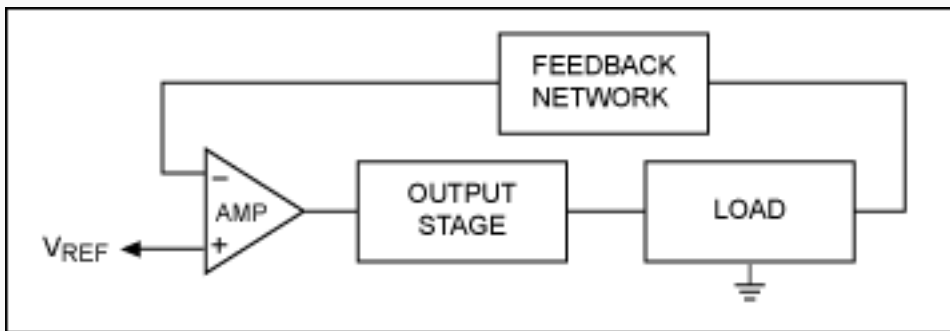 FEEDBACK
NETWORK
−
AMP
+
OUTPUT
STAGE
LOAD
VREF